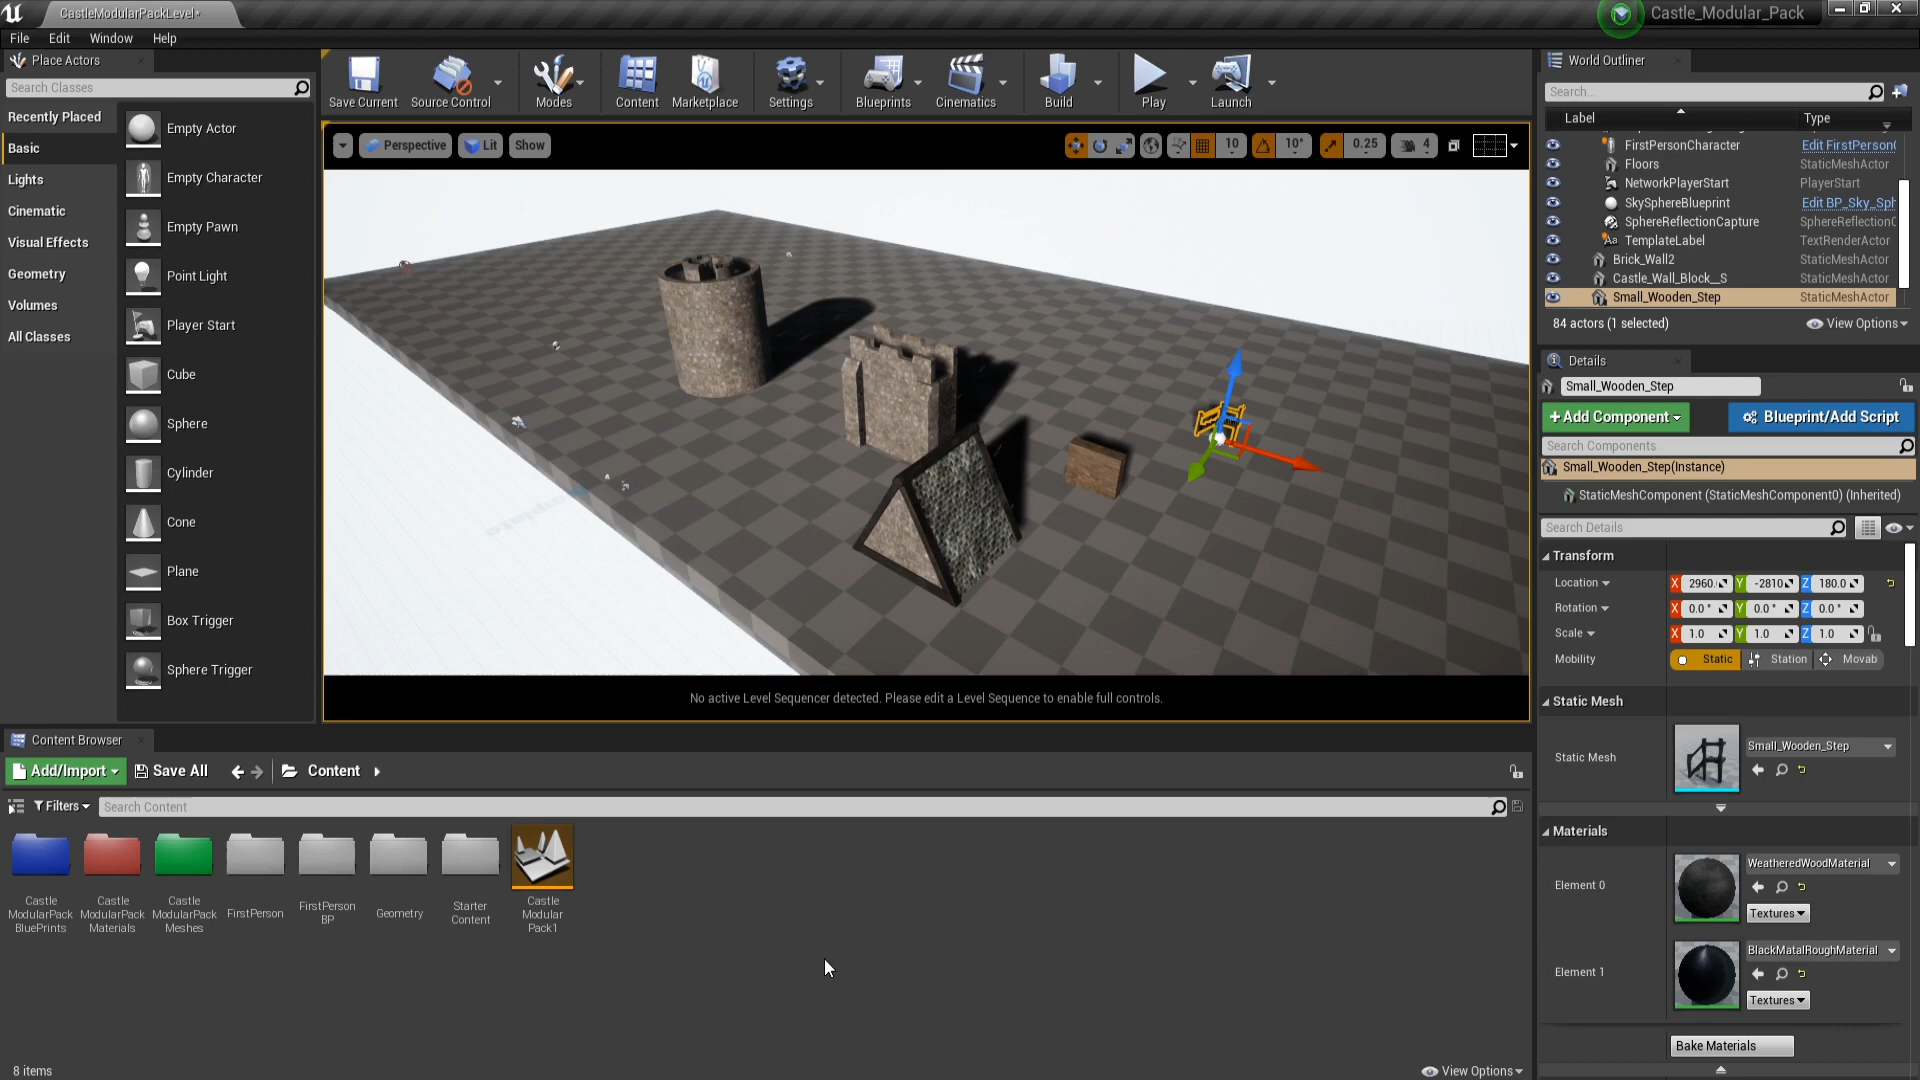 CastleModularPackLevel*
Castle_Modular_Pack
File Edit Window Help
Place Actors
Search Classes
Recently Placed
Basic
Lights
Cinematic
Visual Effects
Geometry
Volumes
All Classes
Empty Actor
Empty Character
Empty Pawn
Point Light
Player Start
Cube
Sphere
Cylinder
Cone
Plane
Box Trigger
Sphere Trigger
Save Current
Source Control
Modes
Content
Marketplace
Settings
Blueprints
Cinematics
Build
Play
Launch
Perspective Lit Show
10 10° 0.25 4
No active Level Sequencer detected. Please edit a Level Sequence to enable full controls.
World Outliner
Search...
Label Type
FirstPersonCharacter Edit FirstPerson
Floors StaticMeshActor
NetworkPlayerStart PlayerStart
SkySphereBlueprint Edit BP_Sky_Sph
SphereReflectionCapture SphereReflectionC
TemplateLabel TextRenderActor
Brick_Wall2 StaticMeshActor
Castle_Wall_Block__S StaticMeshActor
Small_Wooden_Step StaticMeshActor
84 actors (1 selected) View Options
Details
Small_Wooden_Step
+Add Component Blueprint/Add Script
Search Components
Small_Wooden_Step(Instance)
StaticMeshComponent (StaticMeshComponent0) (Inherited)
Search Details
Transform
Location X 2960. Y -2810 Z 180.0
Rotation X 0.0 ° Y 0.0 ° Z 0.0 °
Scale X 1.0 Y 1.0 Z 1.0
Mobility Static Station Movab
Static Mesh
Static Mesh Small_Wooden_Step
Materials
Element 0 WeatheredWoodMaterial
Textures
Element 1 BlackMatalRoughMaterial
Textures
Bake Materials
Content Browser
Add/Import Save All Content
Filters Search Content
Castle ModularPack BluePrints
Castle ModularPack Materials
Castle ModularPack Meshes
FirstPerson
FirstPerson BP
Geometry
Starter Content
Castle Modular Pack1
8 items View Options